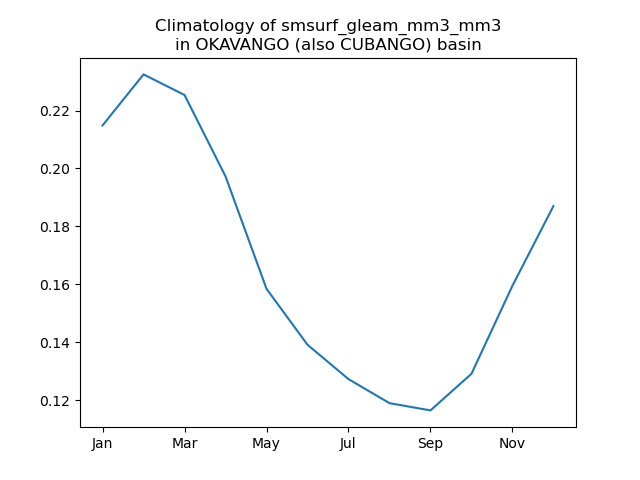 Climatology of smsurf_gleam_mm3_mm3
in OKAVANGO (also CUBANGO) basin
0.22
0.20
0.18
0.16
0.14
0.12
Jan Mar May Jul Sep Nov